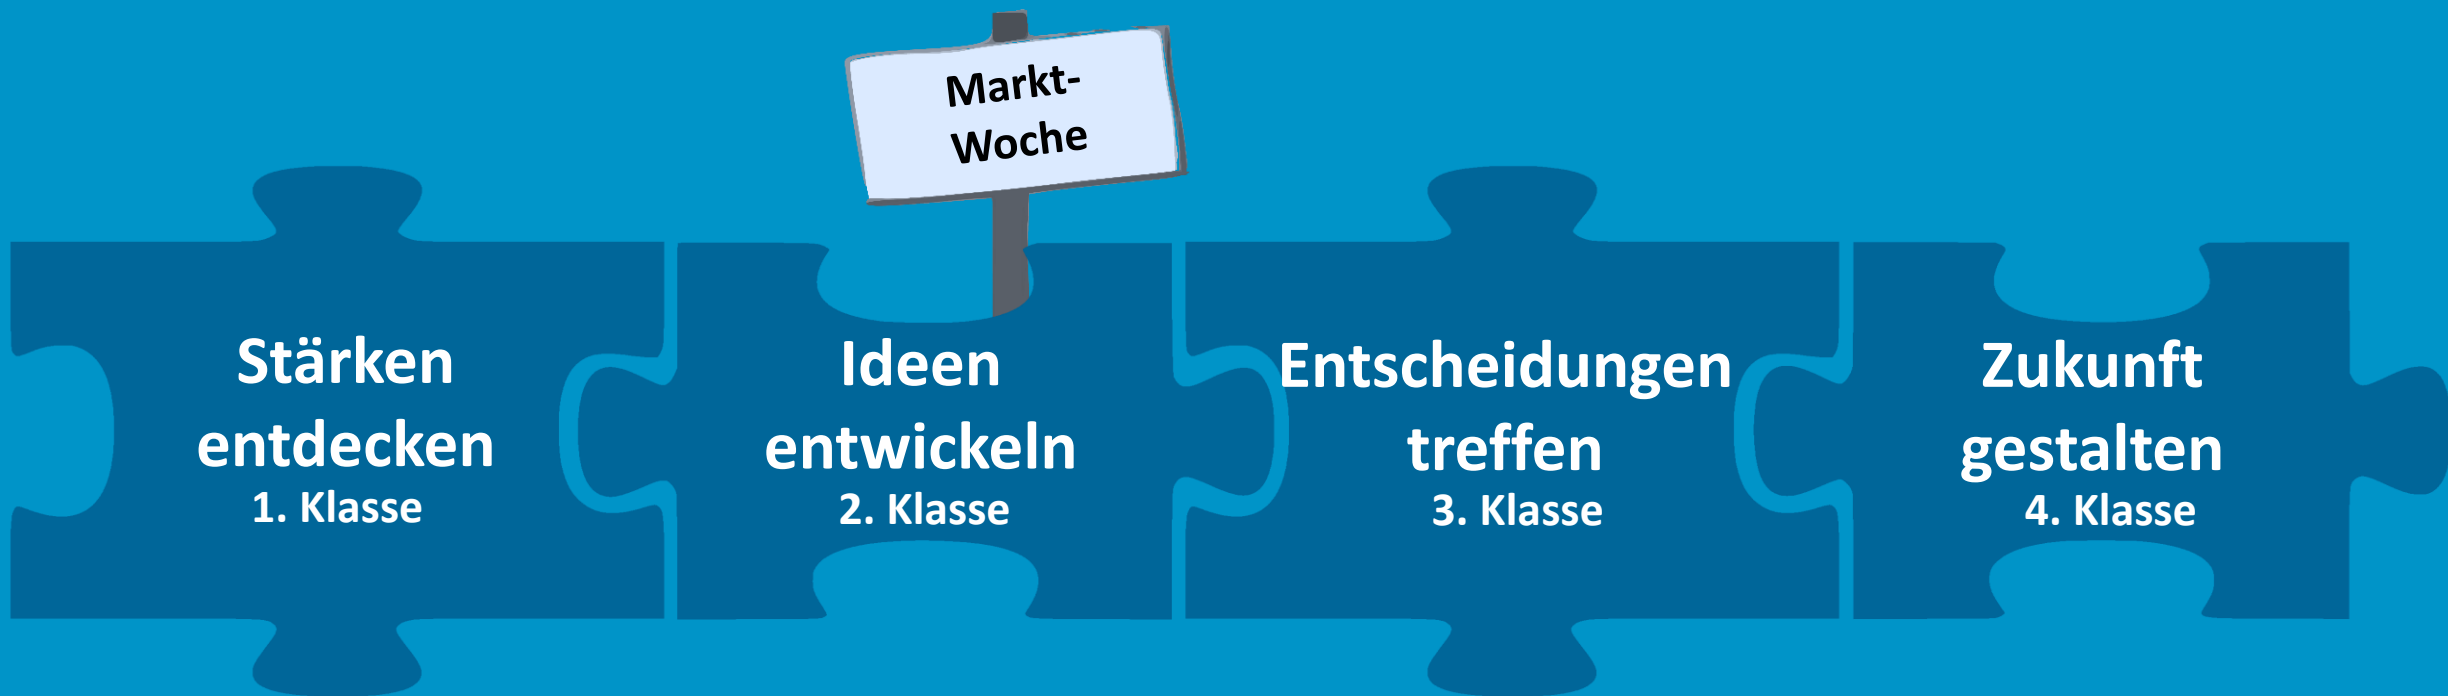 Markt-
Woche
Stärken
entdecken
1. Klasse
Ideen
entwickeln
2. Klasse
Entscheidungen
treffen
3. Klasse
Zukunft
gestalten
4. Klasse